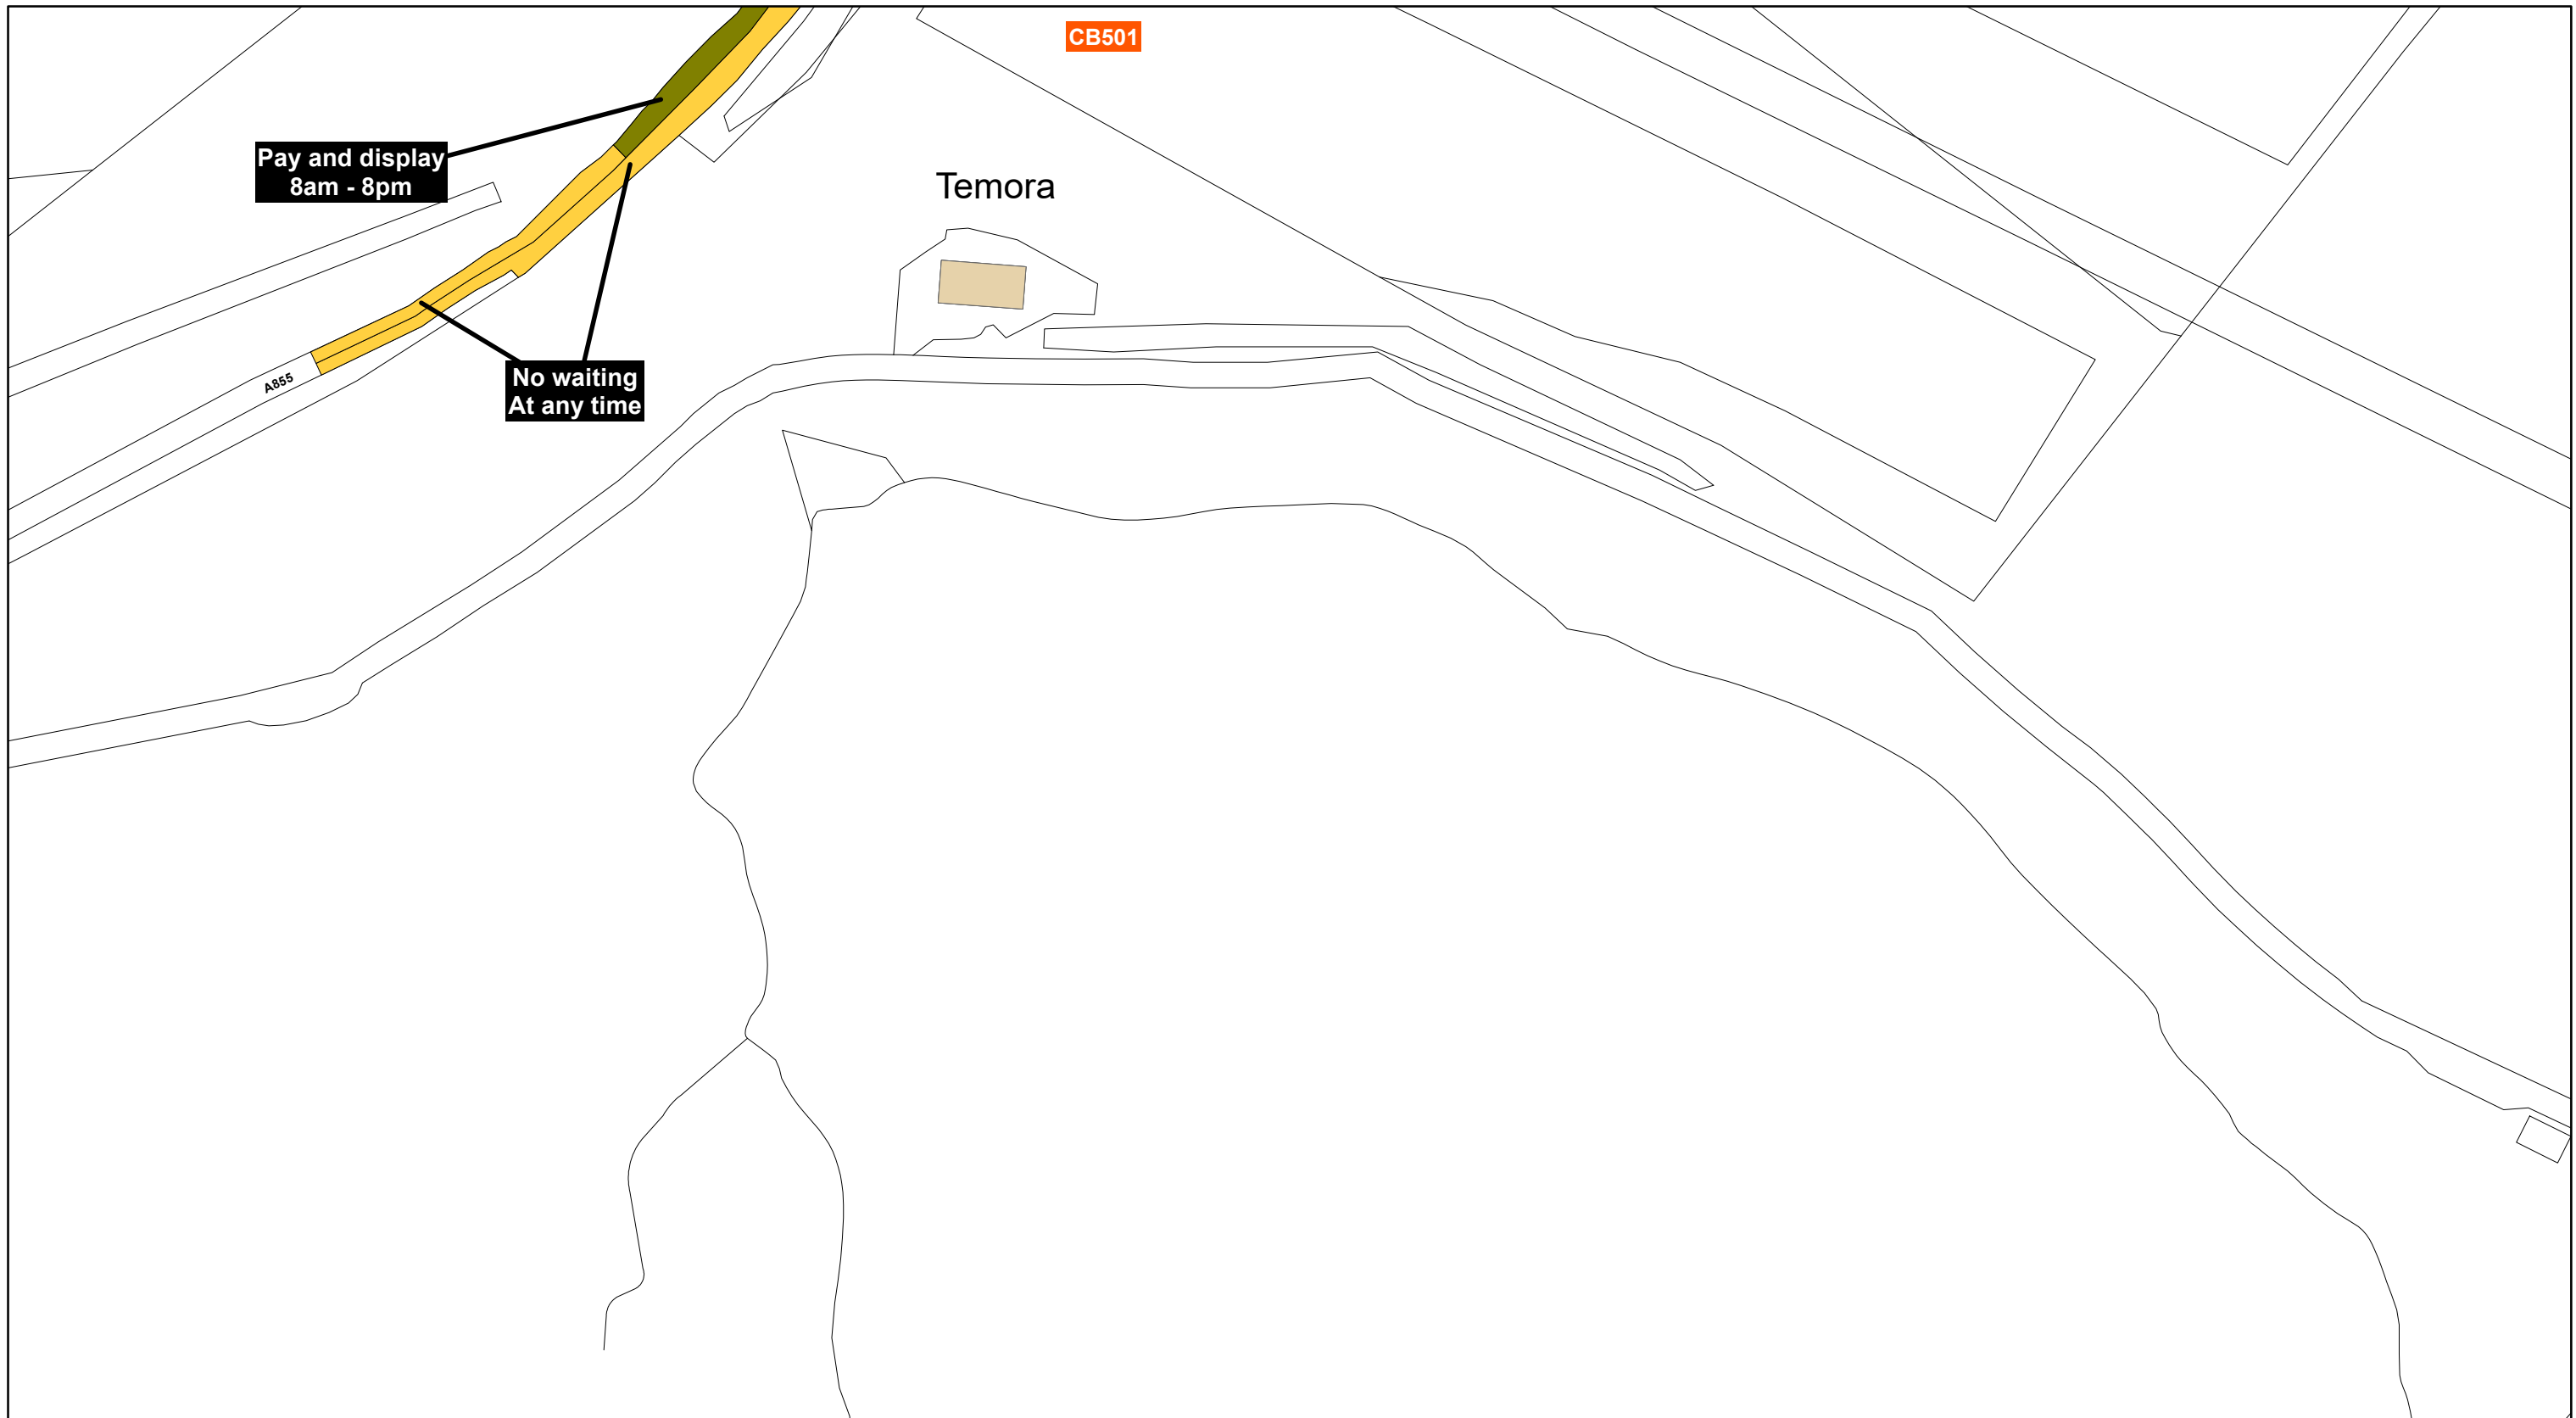 CB501
Pay and display
8am - 8pm
Temora
No waiting
At any time
A855